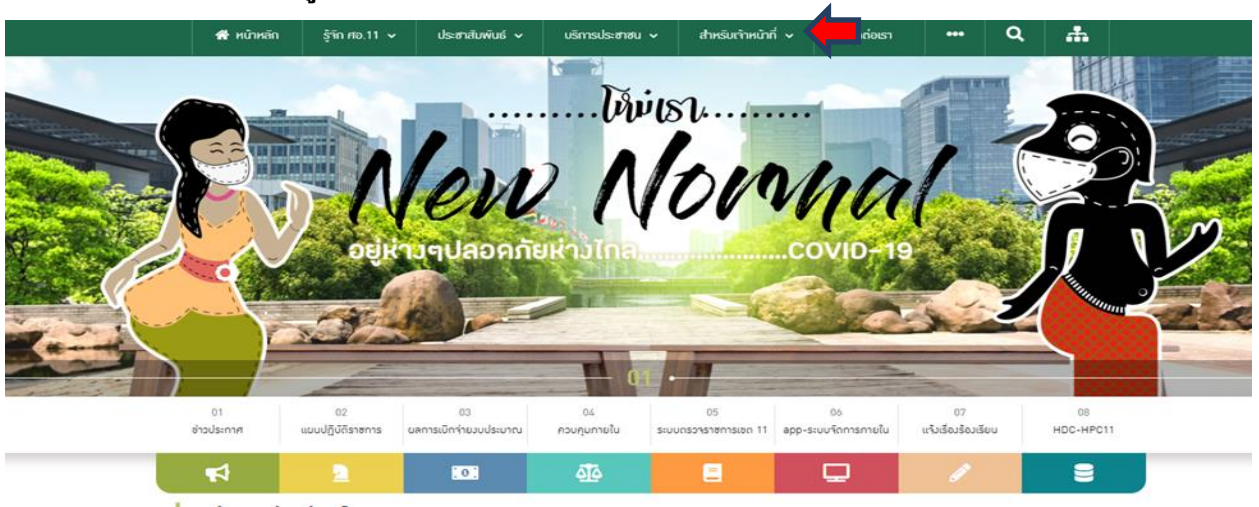 หน้าหลัก รู้จัก ศอ.11 ประชาสัมพันธ์ บริการประชาชน สำหรับเจ้าหน้าที่ ต่อเรา
..........ให้มันเรา..........
New Normal
อยู่ห่างๆปลอดภัยห่างไกล......................COVID-19
01
01 02 03 04 05 06 07 08
ข่าวประกาศ แผนปฏิบัติราชการ ผลการเบิกจ่ายงบประมาณ ควบคุมภายใน ระบบตรวจราชการเขต 11 app-ระบบจัดการภายใน แจ้งเรื่องร้องเรียน HDC-HPC11